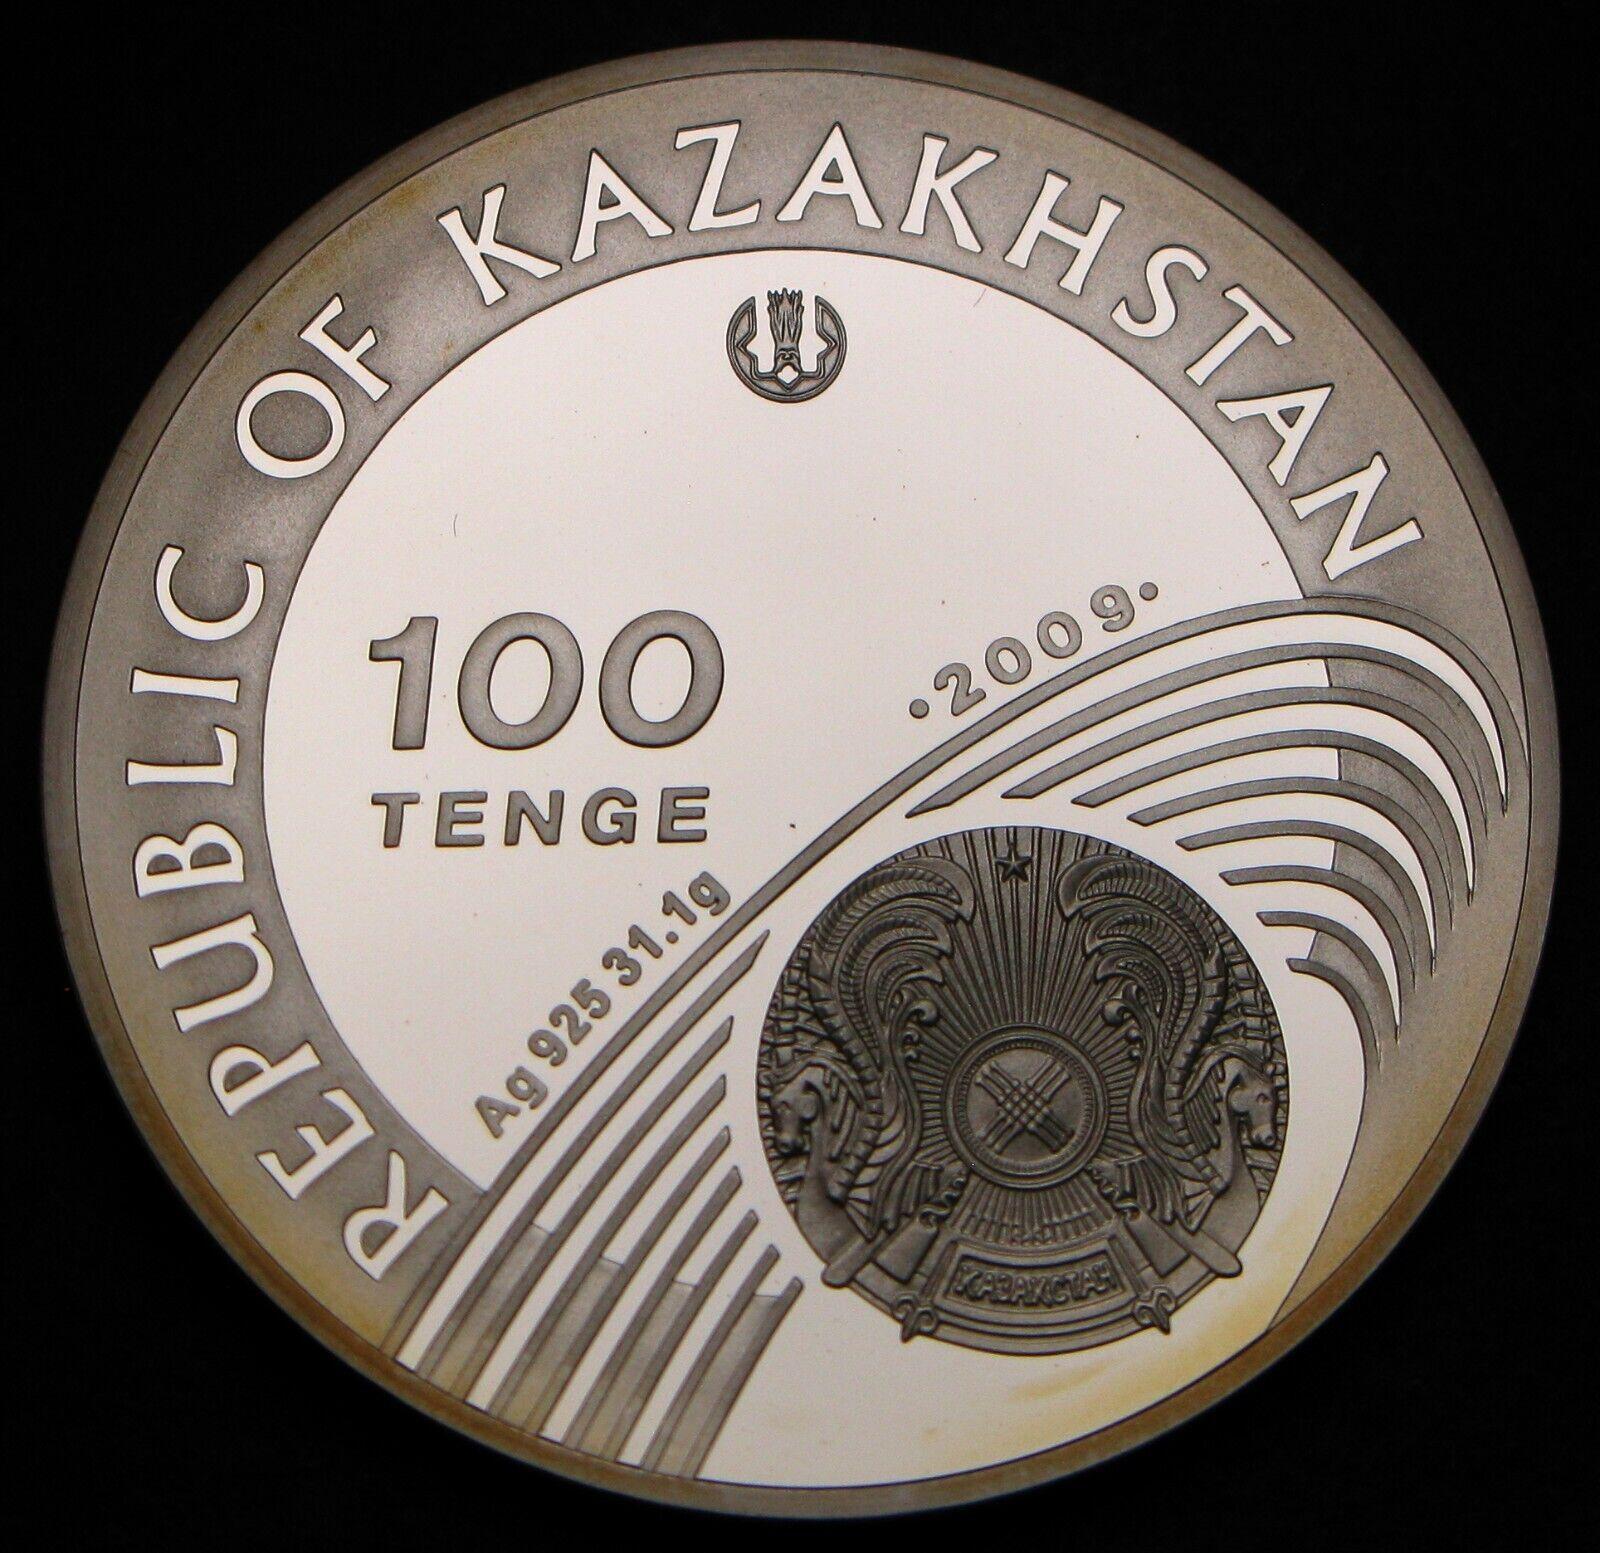 REPUBLIC OF KAZAKHSTAN
100
TENGE
·2009·
Ag 925 31.1g
ҚАЗАҚСТАН